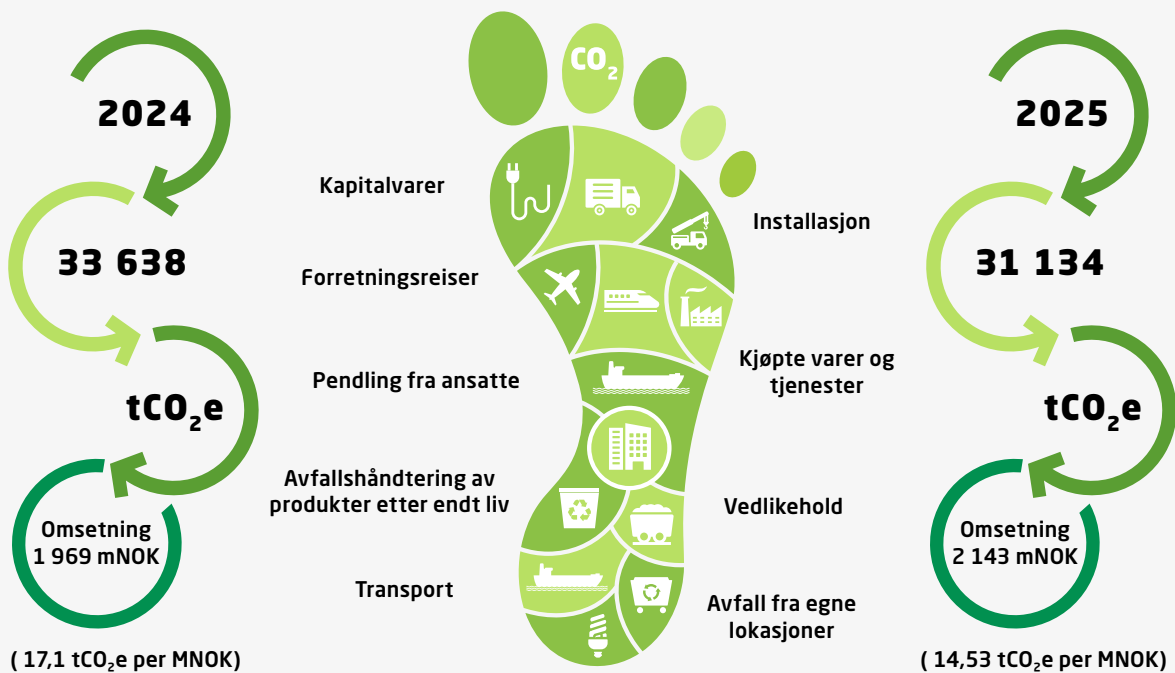 2024
33 638
tCO₂e
Omsetning
1 969 mNOK
( 17,1 tCO₂e per MNOK)
CO₂
Kapitalvarer
Forretningsreiser
Pendling fra ansatte
Avfallshåndtering av
produkter etter endt liv
Transport
Installasjon
Kjøpte varer og
tjenester
Vedlikehold
Avfall fra egne
lokasjoner
2025
31 134
tCO₂e
Omsetning
2 143 mNOK
( 14,53 tCO₂e per MNOK)